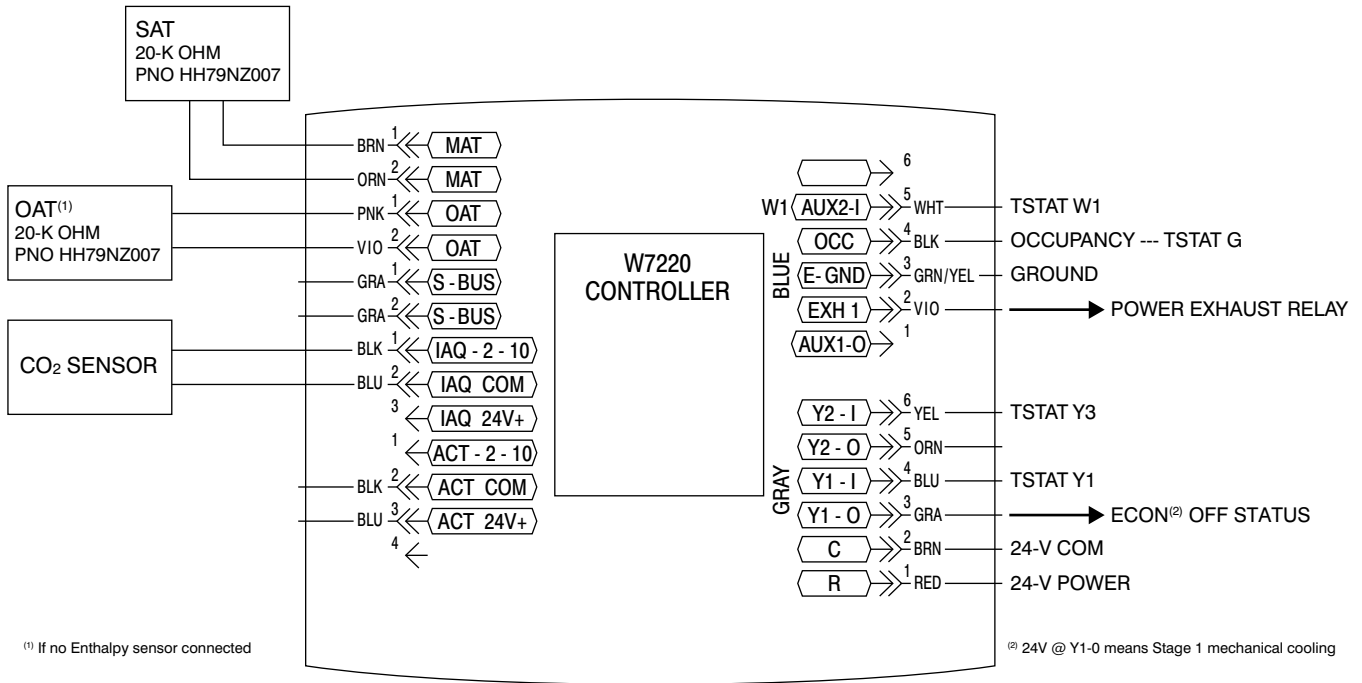 SAT
20-K OHM
PNO HH79NZ007
OAT(1)
20-K OHM
PNO HH79NZ007
CO2 SENSOR
BRN 1 MAT
ORN 2 MAT
PNK 1 OAT
VIO 2 OAT
GRA 1 S-BUS
GRA 2 S-BUS
BLK 1 IAQ - 2 - 10
BLU 2 IAQ COM
3 IAQ 24V+
1 ACT - 2 - 10
BLK 2 ACT COM
BLU 3 ACT 24V+
4
W7220
CONTROLLER
BLUE
6
W1 AUX2-I 5 WHT TSTAT W1
OCC 4 BLK OCCUPANCY --- TSTAT G
E-GND 3 GRN/YEL GROUND
EXH 1 2 VIO POWER EXHAUST RELAY
AUX1-O 1
GRAY
Y2 - I 6 YEL TSTAT Y3
Y2 - O 5 ORN
Y1 - I 4 BLU TSTAT Y1
Y1 - O 3 GRA ECON(2) OFF STATUS
C 2 BRN 24-V COM
R 1 RED 24-V POWER
(1) If no Enthalpy sensor connected
(2) 24V @ Y1-0 means Stage 1 mechanical cooling